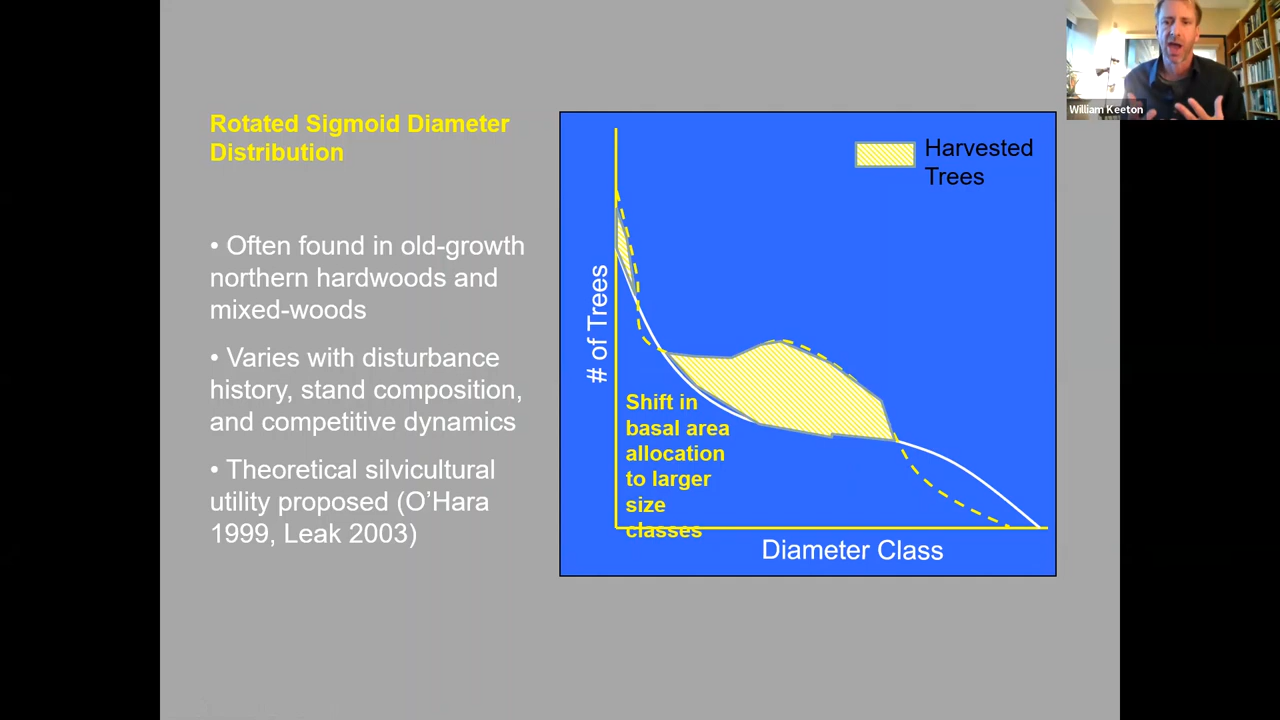 William Keeton
Rotated Sigmoid Diameter
Distribution
• Often found in old-growth
northern hardwoods and
mixed-woods
• Varies with disturbance
history, stand composition,
and competitive dynamics
• Theoretical silvicultural
utility proposed (O’Hara
1999, Leak 2003)
Harvested
Trees
# of Trees
Shift in
basal area
allocation
to larger
size
classes
Diameter Class